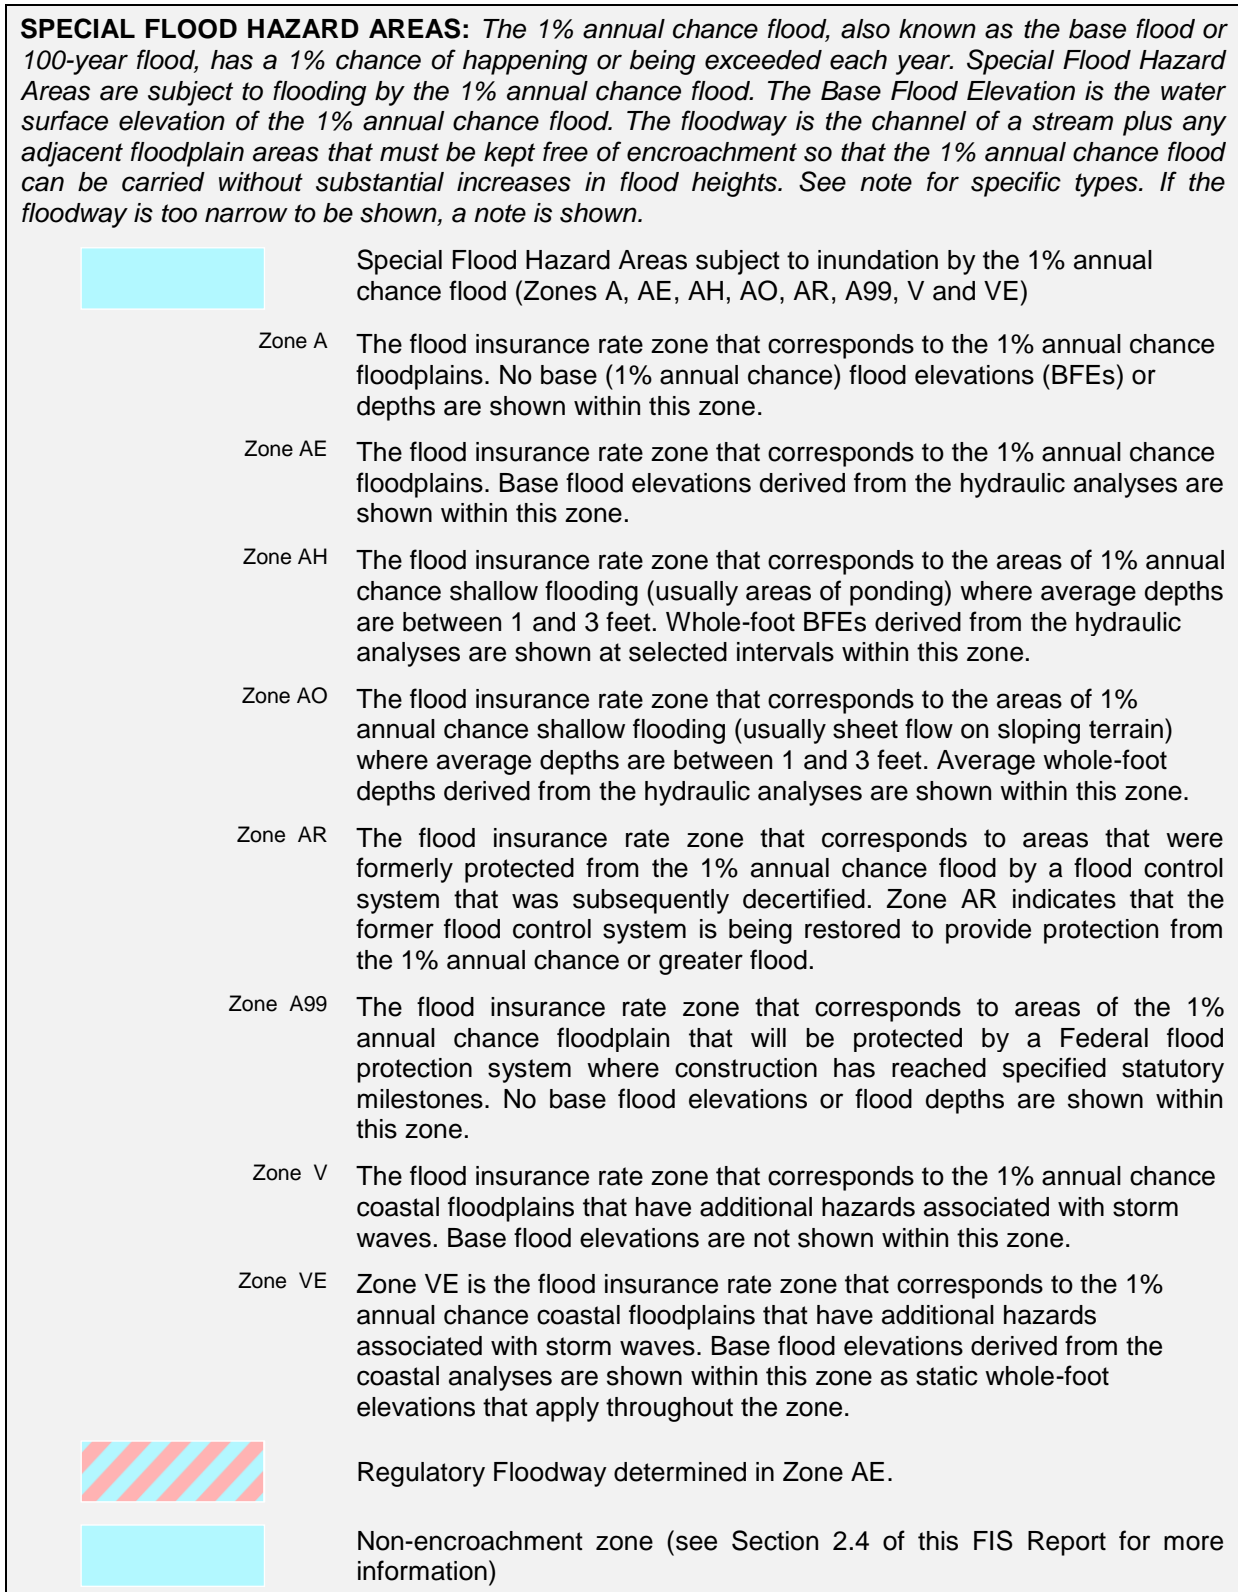 SPECIAL FLOOD HAZARD AREAS: The 1% annual chance flood, also known as the base flood or
100-year flood, has a 1% chance of happening or being exceeded each year. Special Flood Hazard
Areas are subject to flooding by the 1% annual chance flood. The Base Flood Elevation is the water
surface elevation of the 1% annual chance flood. The floodway is the channel of a stream plus any
adjacent floodplain areas that must be kept free of encroachment so that the 1% annual chance flood
can be carried without substantial increases in flood heights. See note for specific types. If the
floodway is too narrow to be shown, a note is shown.
Special Flood Hazard Areas subject to inundation by the 1% annual
chance flood (Zones A, AE, AH, AO, AR, A99, V and VE)
Zone A The flood insurance rate zone that corresponds to the 1% annual chance
floodplains. No base (1% annual chance) flood elevations (BFEs) or
depths are shown within this zone.
Zone AE The flood insurance rate zone that corresponds to the 1% annual chance
floodplains. Base flood elevations derived from the hydraulic analyses are
shown within this zone.
Zone AH The flood insurance rate zone that corresponds to the areas of 1% annual
chance shallow flooding (usually areas of ponding) where average depths
are between 1 and 3 feet. Whole-foot BFEs derived from the hydraulic
analyses are shown at selected intervals within this zone.
Zone AO The flood insurance rate zone that corresponds to the areas of 1%
annual chance shallow flooding (usually sheet flow on sloping terrain)
where average depths are between 1 and 3 feet. Average whole-foot
depths derived from the hydraulic analyses are shown within this zone.
Zone AR The flood insurance rate zone that corresponds to areas that were
formerly protected from the 1% annual chance flood by a flood control
system that was subsequently decertified. Zone AR indicates that the
former flood control system is being restored to provide protection from
the 1% annual chance or greater flood.
Zone A99 The flood insurance rate zone that corresponds to areas of the 1%
annual chance floodplain that will be protected by a Federal flood
protection system where construction has reached specified statutory
milestones. No base flood elevations or flood depths are shown within
this zone.
Zone V The flood insurance rate zone that corresponds to the 1% annual chance
coastal floodplains that have additional hazards associated with storm
waves. Base flood elevations are not shown within this zone.
Zone VE Zone VE is the flood insurance rate zone that corresponds to the 1%
annual chance coastal floodplains that have additional hazards
associated with storm waves. Base flood elevations derived from the
coastal analyses are shown within this zone as static whole-foot
elevations that apply throughout the zone.
Regulatory Floodway determined in Zone AE.
Non-encroachment zone (see Section 2.4 of this FIS Report for more
information)